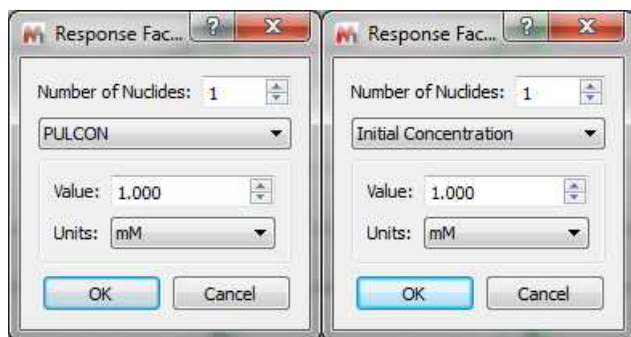 Response Fac...
Number of Nuclides: 1
PULCON
Value: 1.000
Units: mM
OK Cancel
Response Fac...
Number of Nuclides: 1
Initial Concentration
Value: 1.000
Units: mM
OK Cancel